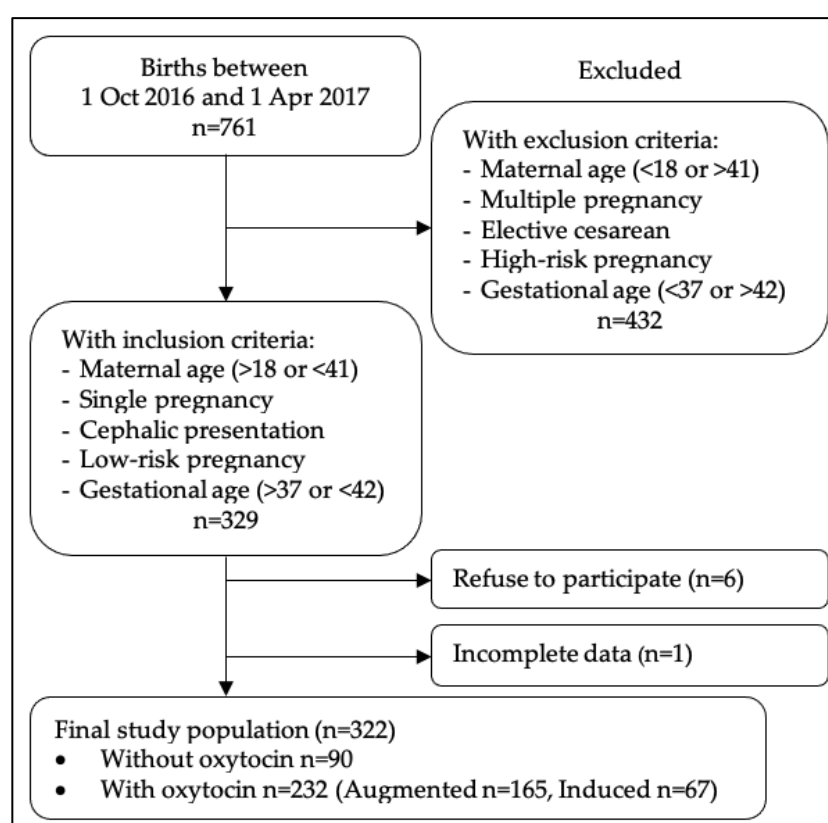 Births between
1 Oct 2016 and 1 Apr 2017
n=761
Excluded
With exclusion criteria:
- Maternal age (<18 or >41)
- Multiple pregnancy
- Elective cesarean
- High-risk pregnancy
- Gestational age (<37 or >42)
n=432
With inclusion criteria:
- Maternal age (>18 or <41)
- Single pregnancy
- Cephalic presentation
- Low-risk pregnancy
- Gestational age (>37 or <42)
n=329
Refuse to participate (n=6)
Incomplete data (n=1)
Final study population (n=322)
• Without oxytocin n=90
• With oxytocin n=232 (Augmented n=165, Induced n=67)